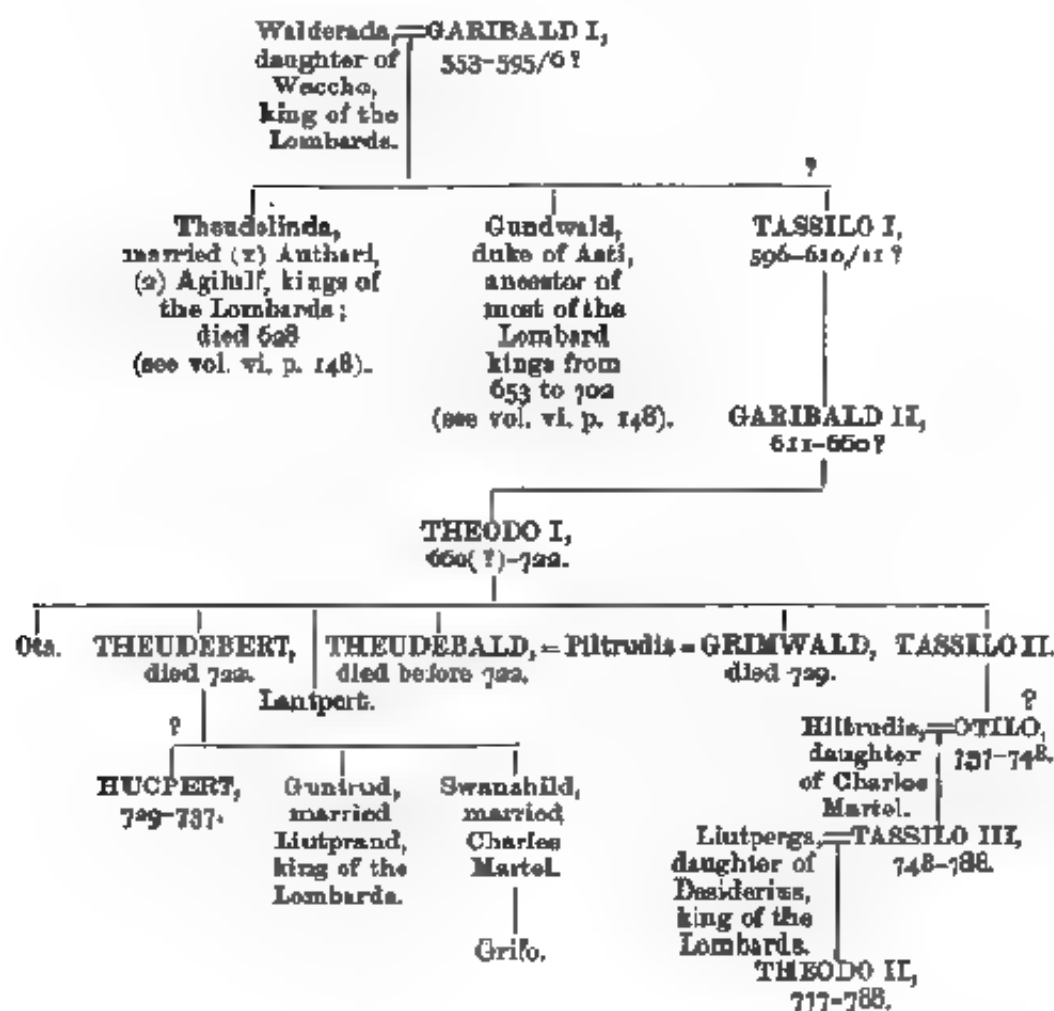 Walderada,═GARIBALD I,
daughter of 553–595/6?
Waccho,
king of the
Lombards.
?
Theudelinda,
married (1) Authari,
(2) Agilulf, kings of
the Lombards;
died 628
(see vol. vi, p. 148).
Gundwald,
duke of Asti,
ancestor of
most of the
Lombard
kings from
653 to 702
(see vol. vi, p. 148).
TASSILO I,
596–610/11?
GARIBALD II,
611–660?
THEODO I,
660(?)–722.
Ota. THEUDEBERT, THEUDEBALD, = Piltrudis = GRIMWALD, TASSILO II.
died 722. died before 722. died 729.
Lantpert.
?
HUCPERT,
729–737.
Guntrud,
married
Liutprand,
king of the
Lombards.
Swanahild,
married
Charles
Martel.
Grifo.
?
Hiltrudis,═OTILO,
daughter 737–748.
of Charles
Martel.
Liutperga,═TASSILO III,
daughter of 748–788.
Desiderius,
king of the
Lombards.
THEODO II,
777–788.